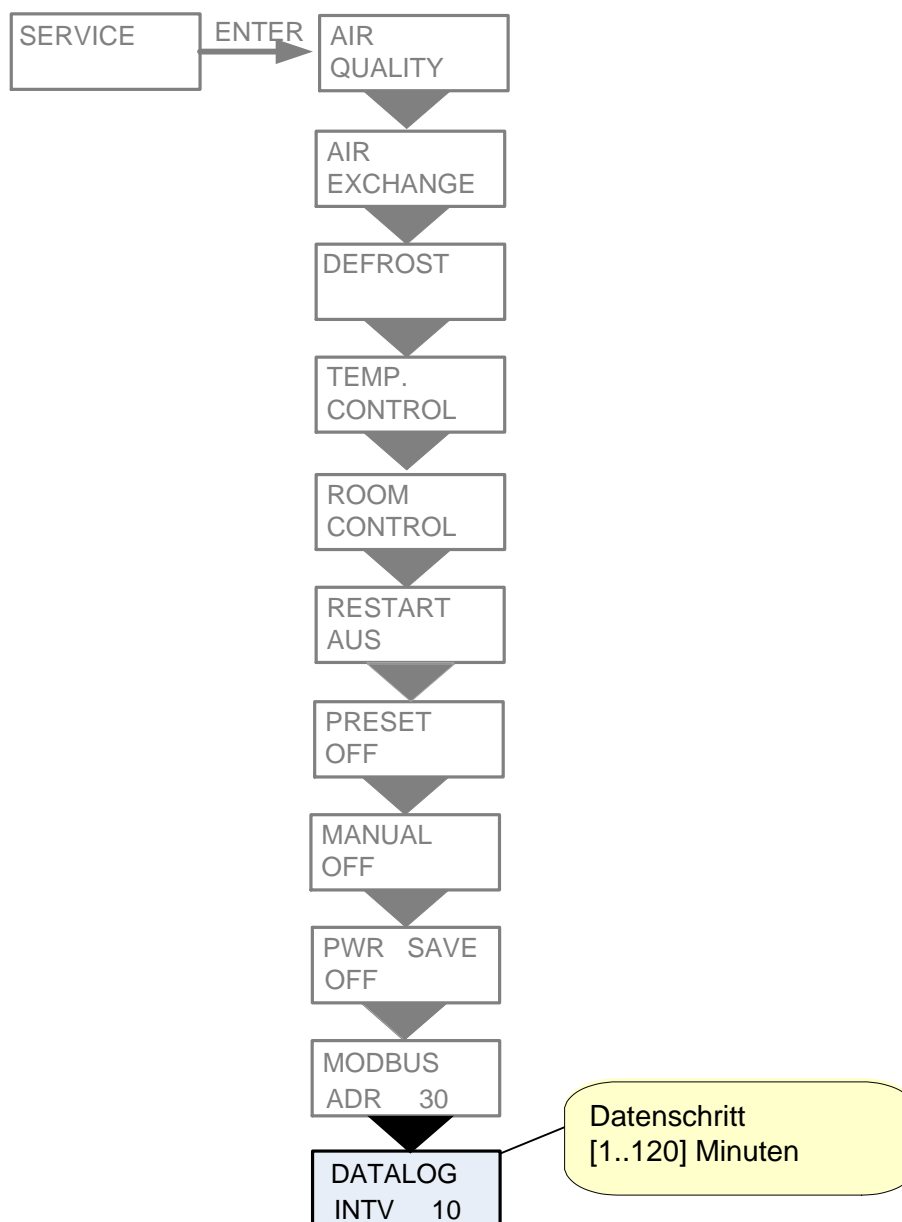 SERVICE
ENTER
AIR
QUALITY
AIR
EXCHANGE
DEFROST
TEMP.
CONTROL
ROOM
CONTROL
RESTART
AUS
PRESET
OFF
MANUAL
OFF
PWR SAVE
OFF
MODBUS
ADR 30
Datenschritt
[1..120] Minuten
DATALOG
INTV 10